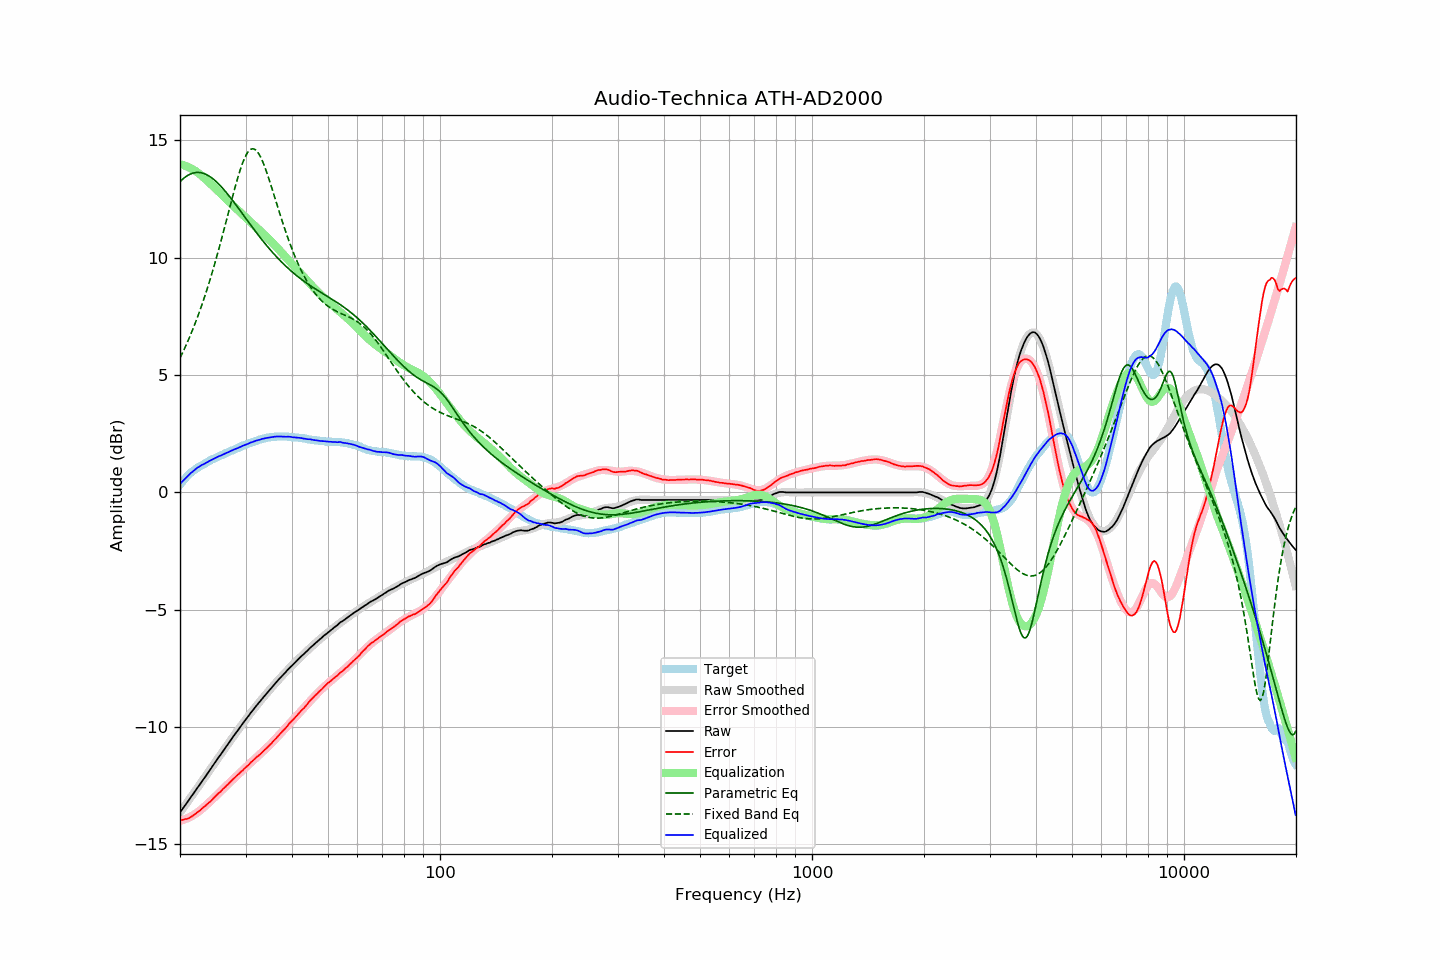 Audio-Technica ATH-AD2000
15
10
5
0
−5
−10
−15
Amplitude (dBr)
100
1000
10000
Frequency (Hz)
Target
Raw Smoothed
Error Smoothed
Raw
Error
Equalization
Parametric Eq
Fixed Band Eq
Equalized